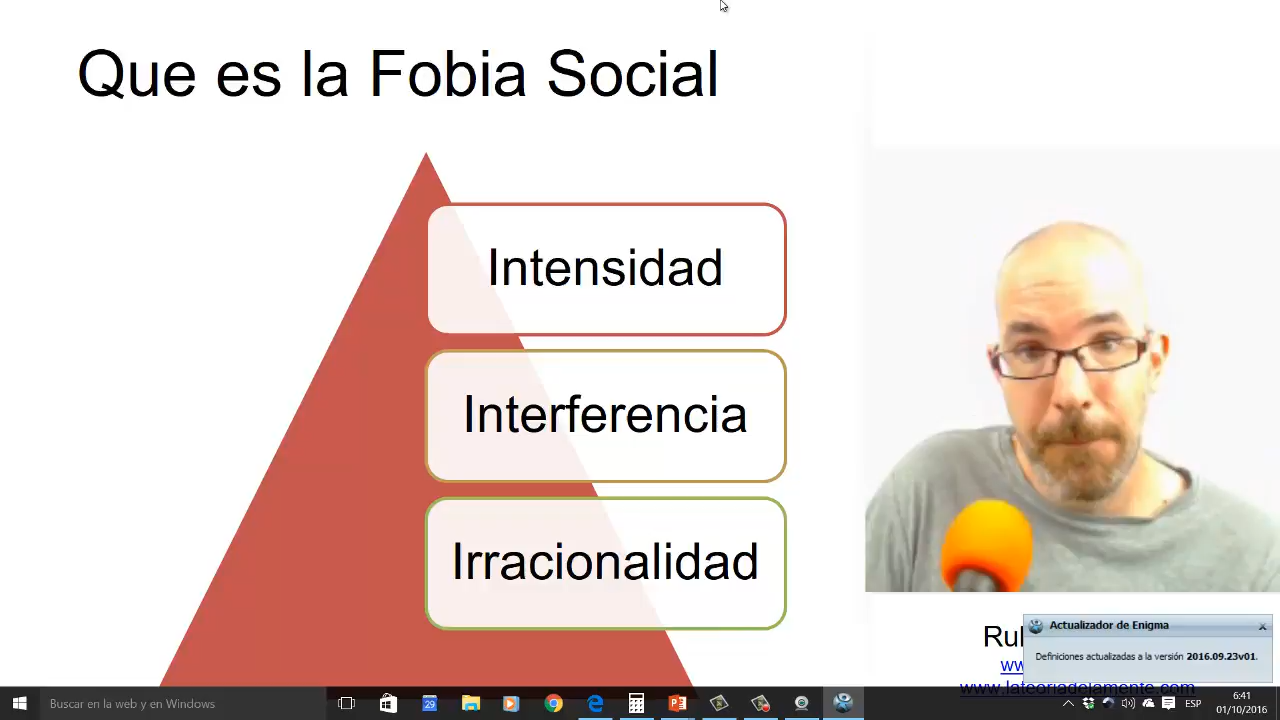 Que es la Fobia Social
Intensidad
Interferencia
Irracionalidad
Actualizador de Enigma
Definiciones actualizadas a la versión 2016.09.23v01.
www.lateoriadelamente.com
Buscar en la web y en Windows
29
ESP
6:41
01/10/2016